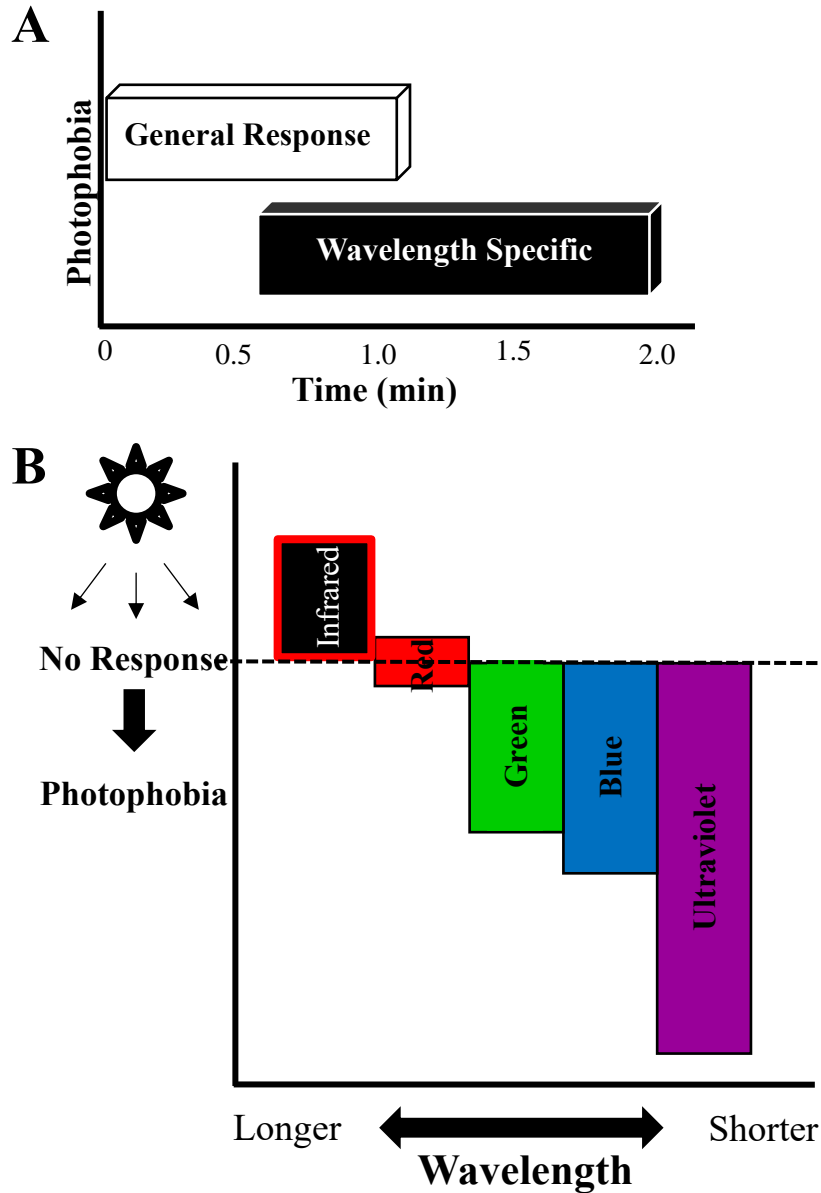 A
Photophobia
General Response
Wavelength Specific
0 0.5 1.0 1.5 2.0
Time (min)
B
No Response
Photophobia
Infrared
Red
Green
Blue
Ultraviolet
Longer Shorter
Wavelength